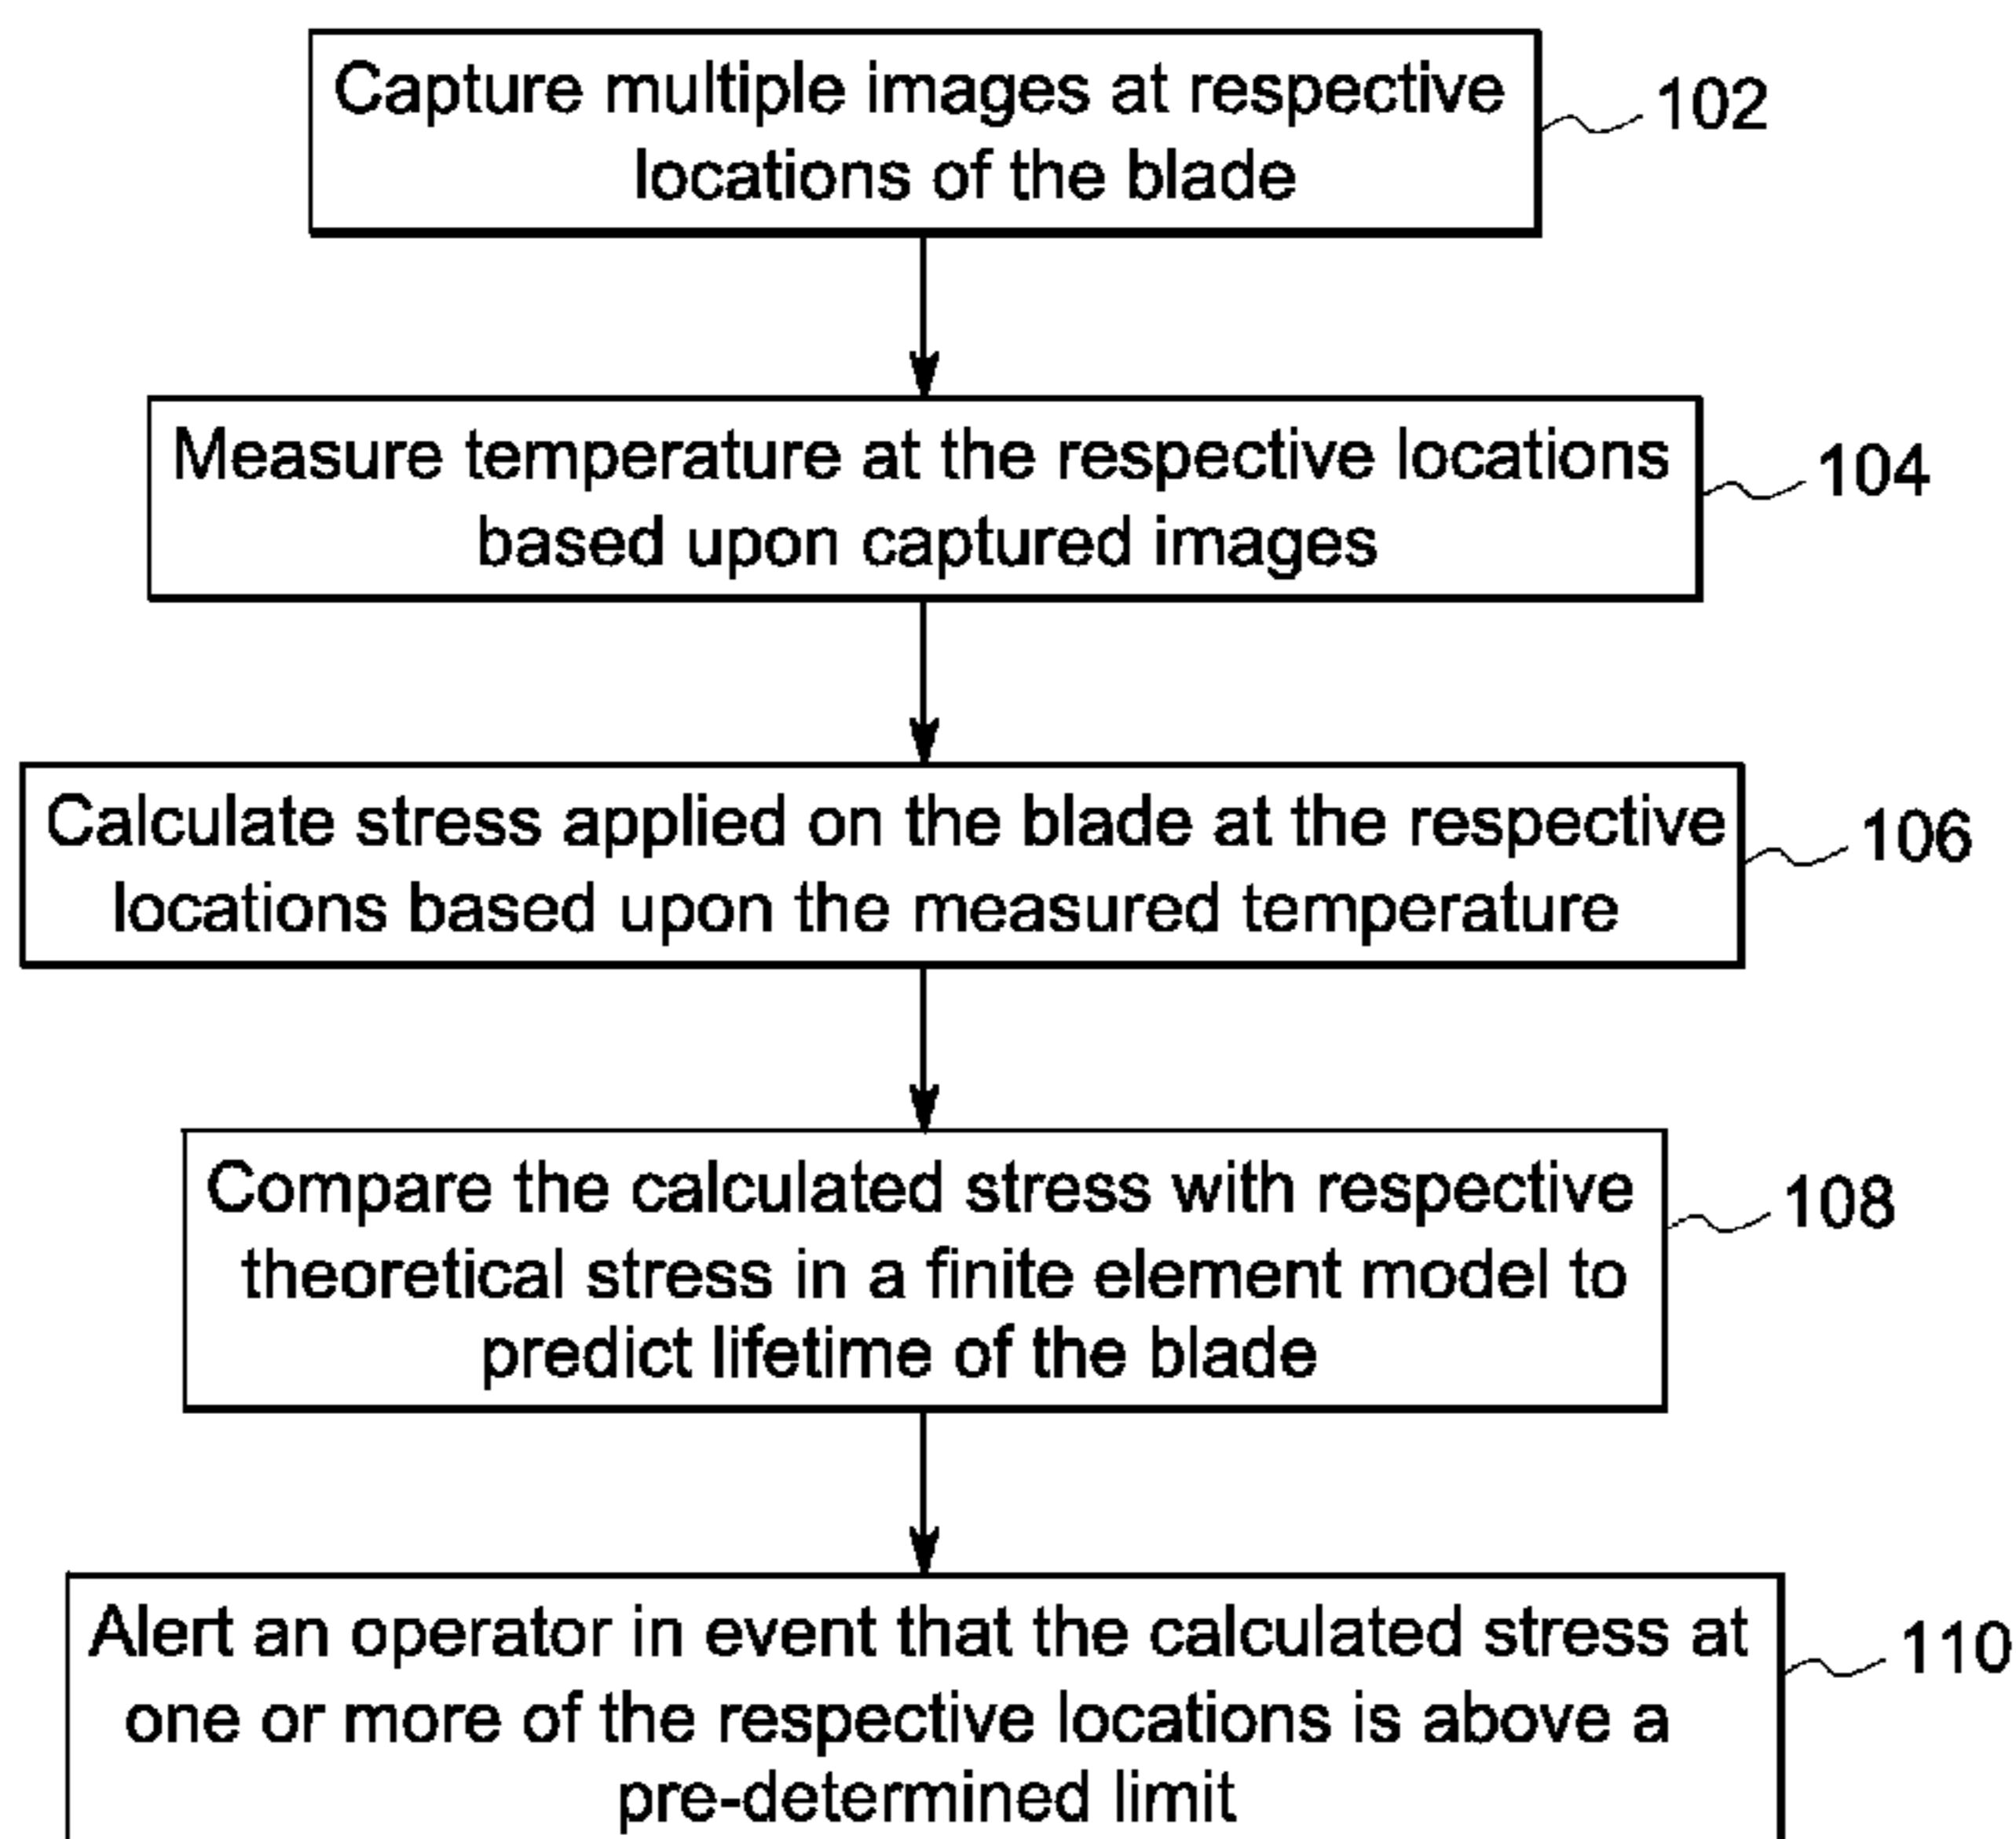 Capture multiple images at respective
locations of the blade
102
Measure temperature at the respective locations
based upon captured images
104
Calculate stress applied on the blade at the respective
locations based upon the measured temperature
106
Compare the calculated stress with respective
theoretical stress in a finite element model to
predict lifetime of the blade
108
Alert an operator in event that the calculated stress at
one or more of the respective locations is above a
pre-determined limit
110